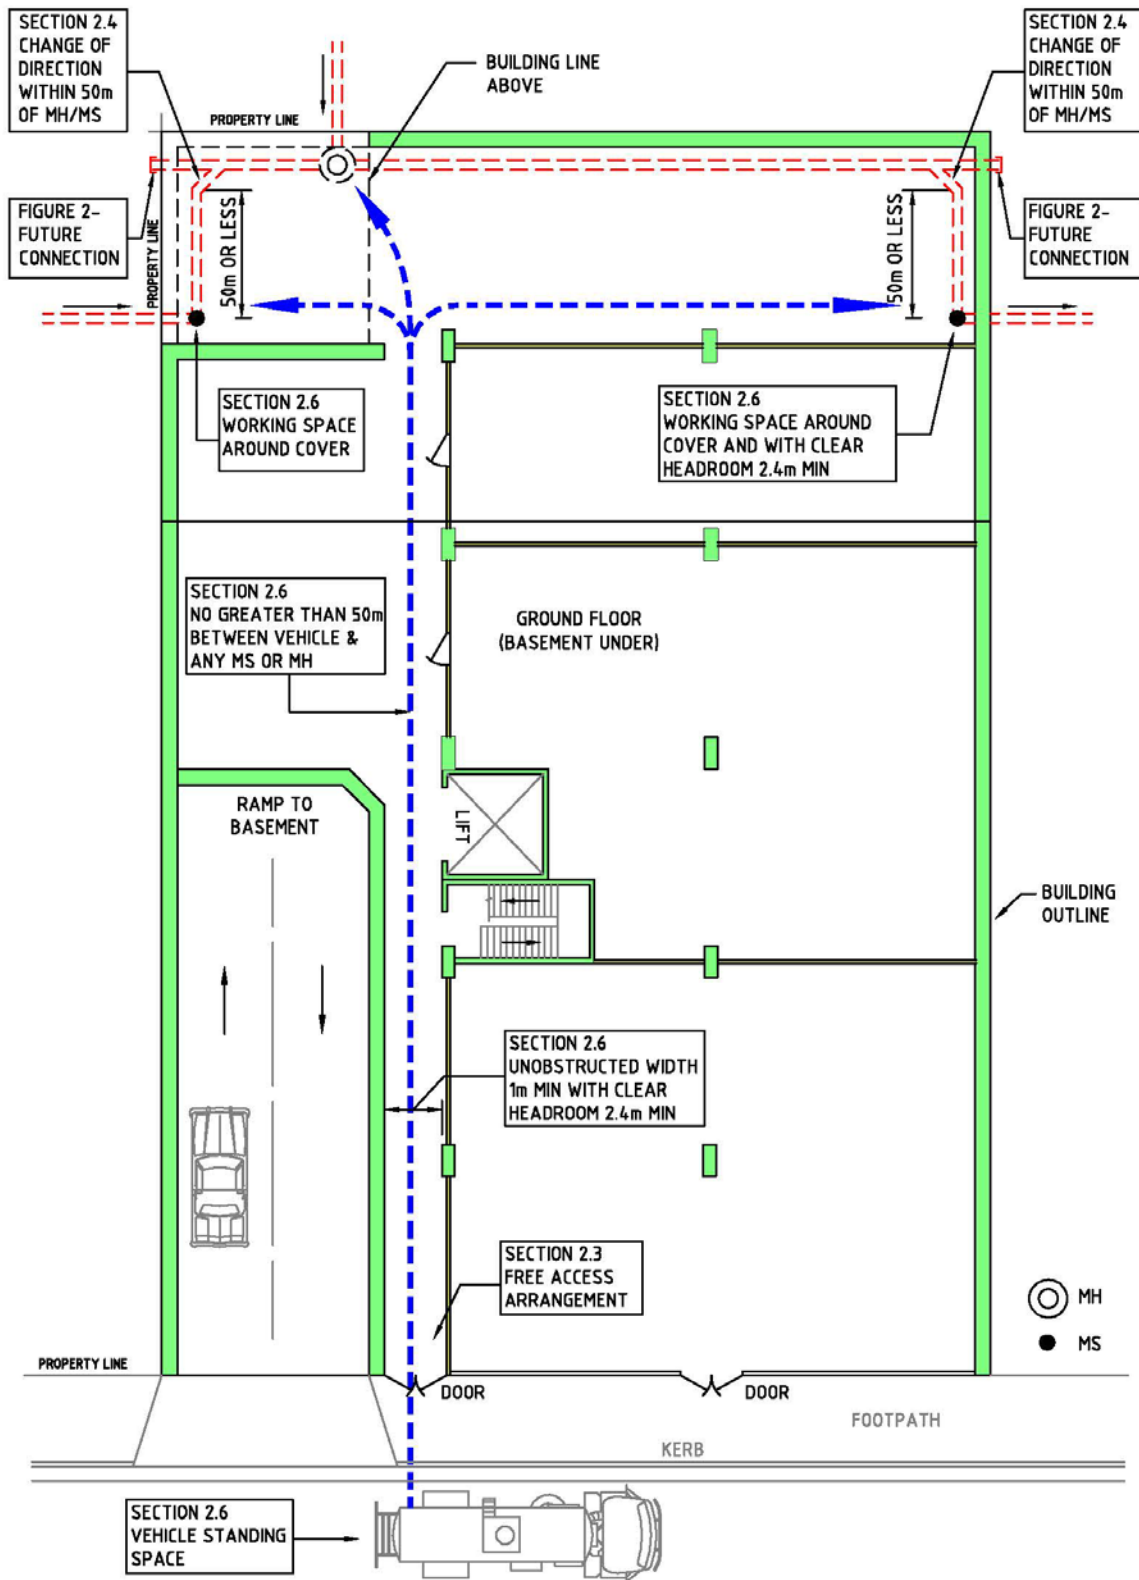 SECTION 2.4
CHANGE OF
DIRECTION
WITHIN 50m
OF MH/MS
BUILDING LINE
ABOVE
SECTION 2.4
CHANGE OF
DIRECTION
WITHIN 50m
OF MH/MS
PROPERTY LINE
FIGURE 2-
FUTURE
CONNECTION
PROPERTY LINE
50m OR LESS
50m OR LESS
FIGURE 2-
FUTURE
CONNECTION
SECTION 2.6
WORKING SPACE
AROUND COVER
SECTION 2.6
WORKING SPACE AROUND
COVER AND WITH CLEAR
HEADROOM 2.4m MIN
SECTION 2.6
NO GREATER THAN 50m
BETWEEN VEHICLE &
ANY MS OR MH
GROUND FLOOR
(BASEMENT UNDER)
RAMP TO
BASEMENT
LIFT
BUILDING
OUTLINE
SECTION 2.6
UNOBSTRUCTED WIDTH
1m MIN WITH CLEAR
HEADROOM 2.4m MIN
SECTION 2.3
FREE ACCESS
ARRANGEMENT
MH
MS
PROPERTY LINE
DOOR
DOOR
FOOTPATH
KERB
SECTION 2.6
VEHICLE STANDING
SPACE